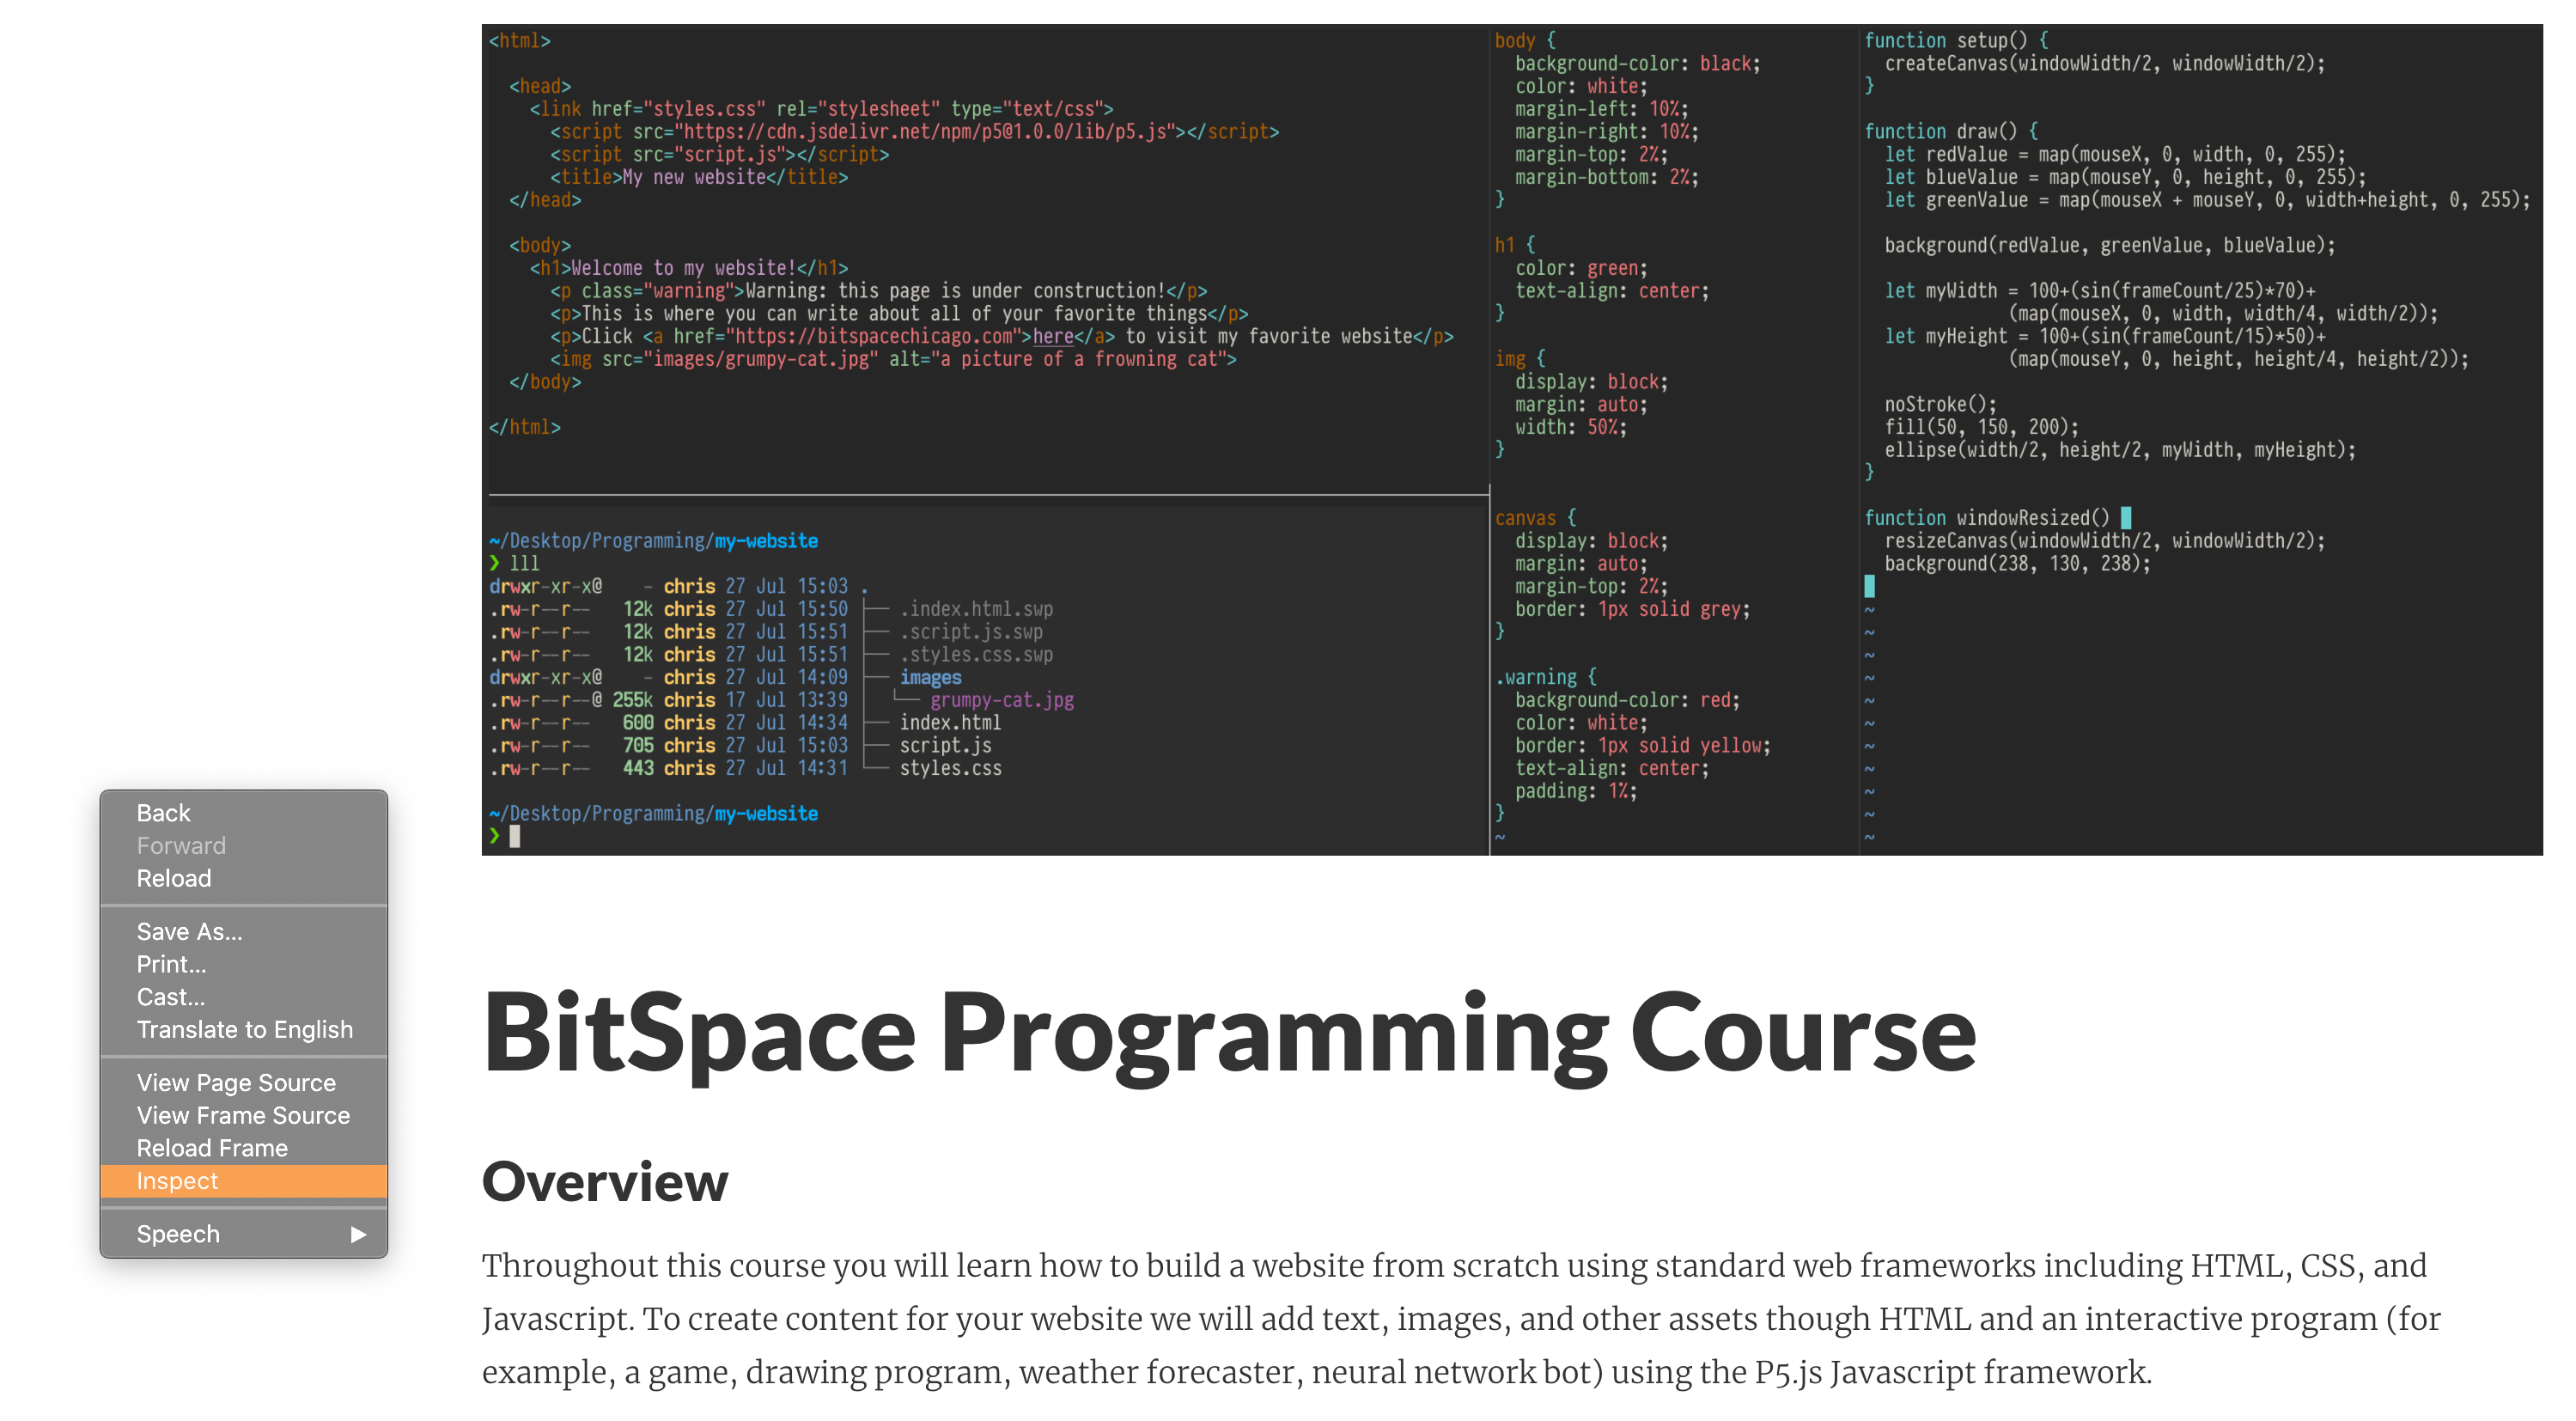 <html>
<head>
<link href="styles.css" rel="stylesheet" type="text/css">
<script src="https://cdn.jsdelivr.net/npm/p5@1.0.0/lib/p5.js"></script>
<script src="script.js"></script>
<title>My new website</title>
</head>
<body>
<h1>Welcome to my website!</h1>
<p class="warning">Warning: this page is under construction!</p>
<p>This is where you can write about all of your favorite things</p>
<p>Click <a href="https://bitspacechicago.com">here</a> to visit my favorite website</p>
<img src="images/grumpy-cat.jpg" alt="a picture of a frowning cat">
</body>
</html>
~/Desktop/Programming/my-website
❯ lll
drwxr-xr-x@ - chris 27 Jul 15:03 .
.rw-r--r-- 12k chris 27 Jul 15:50 ├── .index.html.swp
.rw-r--r-- 12k chris 27 Jul 15:51 ├── .script.js.swp
.rw-r--r-- 12k chris 27 Jul 15:51 ├── .styles.css.swp
drwxr-xr-x@ - chris 27 Jul 14:09 ├── images
.rw-r--r--@ 255k chris 17 Jul 13:39 │ └── grumpy-cat.jpg
.rw-r--r-- 600 chris 27 Jul 14:34 ├── index.html
.rw-r--r-- 705 chris 27 Jul 15:03 ├── script.js
.rw-r--r-- 443 chris 27 Jul 14:31 └── styles.css
~/Desktop/Programming/my-website
❯
body {
background-color: black;
color: white;
margin-left: 10%;
margin-right: 10%;
margin-top: 2%;
margin-bottom: 2%;
}
h1 {
color: green;
text-align: center;
}
img {
display: block;
margin: auto;
width: 50%;
}
canvas {
display: block;
margin: auto;
margin-top: 2%;
border: 1px solid grey;
}
.warning {
background-color: red;
color: white;
border: 1px solid yellow;
text-align: center;
padding: 1%;
}
~
function setup() {
createCanvas(windowWidth/2, windowWidth/2);
}
function draw() {
let redValue = map(mouseX, 0, width, 0, 255);
let blueValue = map(mouseY, 0, height, 0, 255);
let greenValue = map(mouseX + mouseY, 0, width+height, 0, 255);
background(redValue, greenValue, blueValue);
let myWidth = 100+(sin(frameCount/25)*70)+
(map(mouseX, 0, width, width/4, width/2));
let myHeight = 100+(sin(frameCount/15)*50)+
(map(mouseY, 0, height, height/4, height/2));
noStroke();
fill(50, 150, 200);
ellipse(width/2, height/2, myWidth, myHeight);
}
function windowResized()
resizeCanvas(windowWidth/2, windowWidth/2);
background(238, 130, 238);
~
~
~
~
~
~
~
~
~
~
~
Back
Forward
Reload
Save As...
Print...
Cast...
Translate to English
View Page Source
View Frame Source
Reload Frame
Inspect
Speech ▶
BitSpace Programming Course
Overview
Throughout this course you will learn how to build a website from scratch using standard web frameworks including HTML, CSS, and
Javascript. To create content for your website we will add text, images, and other assets though HTML and an interactive program (for
example, a game, drawing program, weather forecaster, neural network bot) using the P5.js Javascript framework.